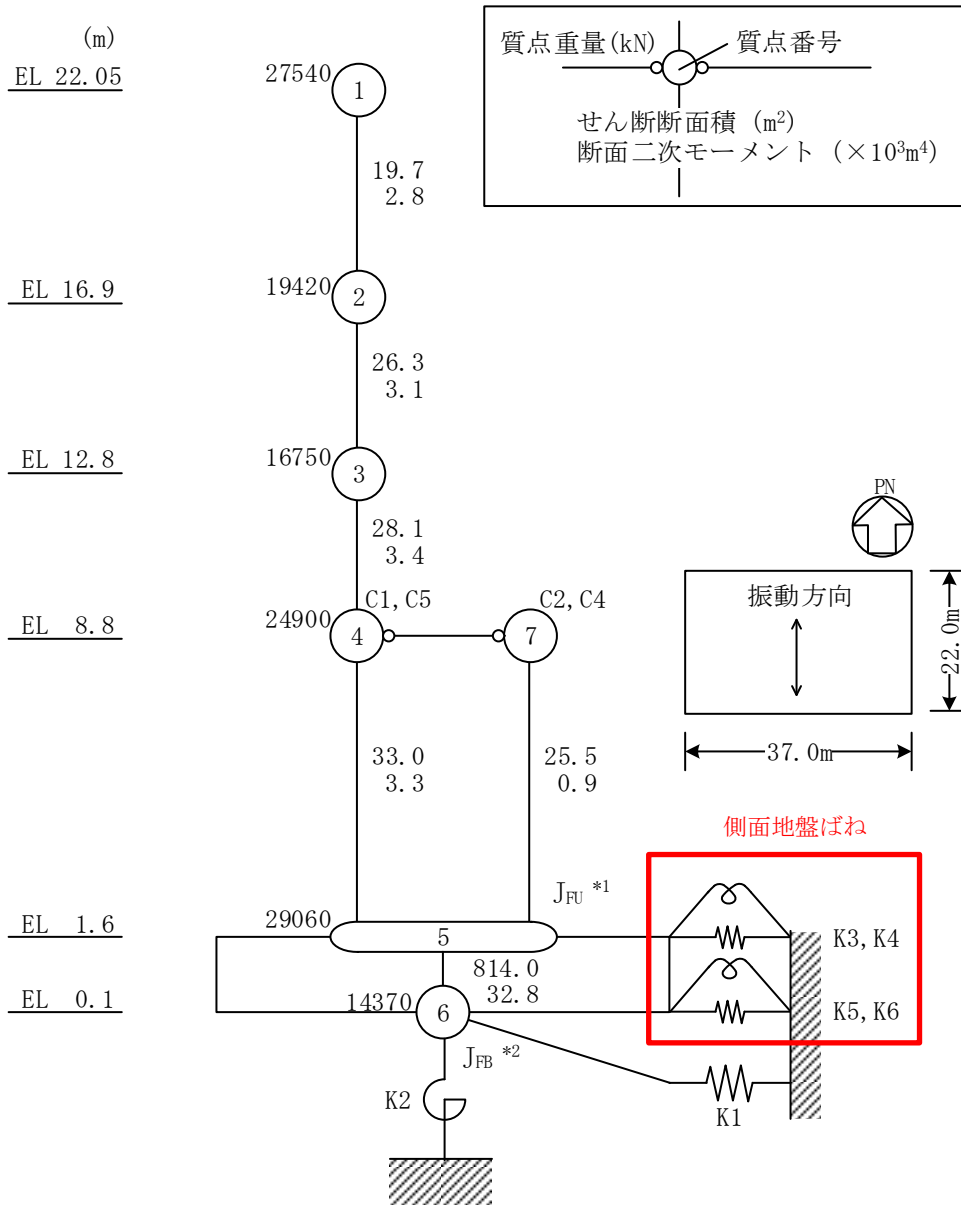 (m)
質点重量(kN)
質点番号
せん断断面積 (m²)
断面二次モーメント (×10³m⁴)
EL 22.05
27540
1
19.7
2.8
EL 16.9
19420
2
26.3
3.1
EL 12.8
16750
3
28.1
3.4
PN
EL 8.8
24900
C1, C5
4
C2, C4
7
振動方向
22.0m
37.0m
33.0
3.3
25.5
0.9
側面地盤ばね
EL 1.6
29060
5
J_FU *1
K3, K4
814.0
32.8
EL 0.1
14370
6
K5, K6
J_FB *2
K2
K1